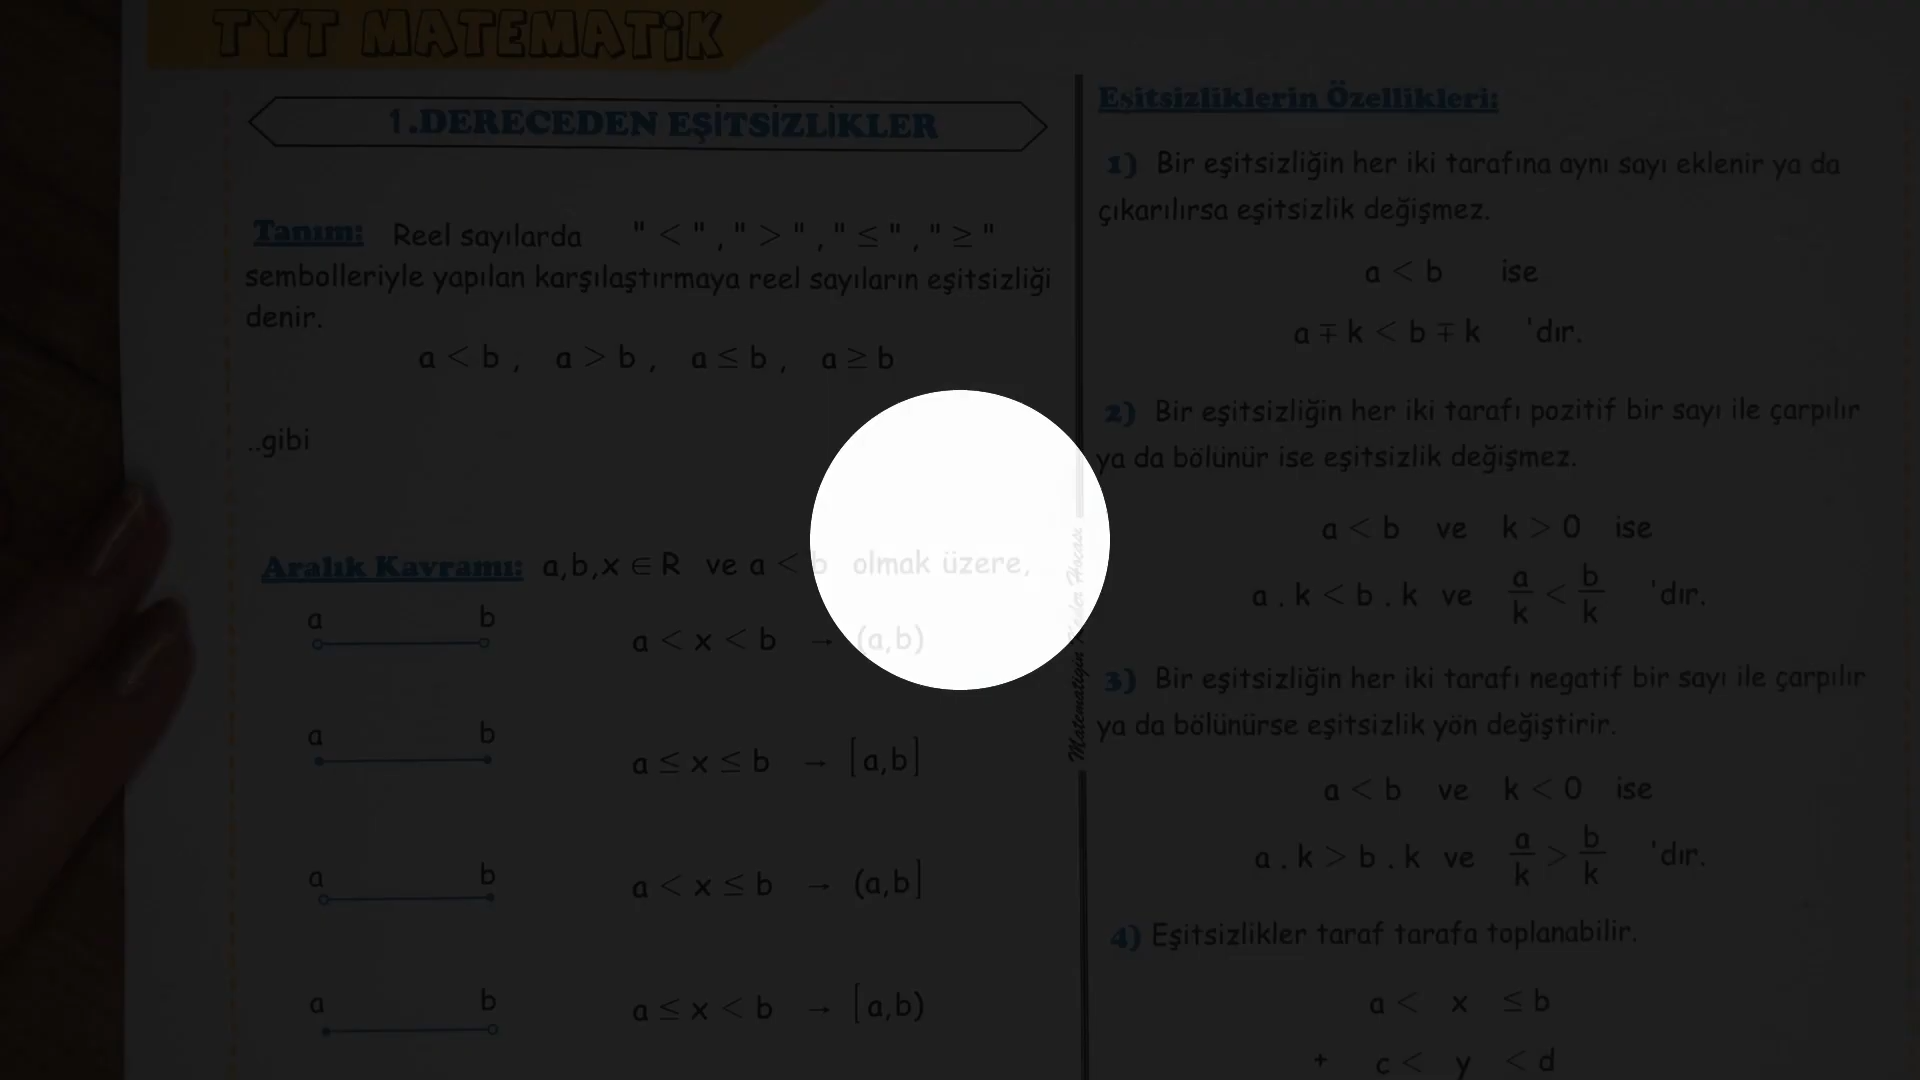 TYT MATEMATİK
1.DERECEDEN EŞİTSİZLİKLER
Tanım: Reel sayılarda " < " , " > " , " ≤ " , " ≥ "
sembolleriyle yapılan karşılaştırmaya reel sayıların eşitsizliği
denir.
a < b , a > b , a ≤ b , a ≥ b
..gibi
Aralık Kavramı: a,b,x ∈ R ve a < b olmak üzere,
a b a < x < b → (a,b)
a b a ≤ x ≤ b → [a,b]
a b a < x ≤ b → (a,b]
a b a ≤ x < b → [a,b)
Matematiğin Hocası
Eşitsizliklerin Özellikleri:
1) Bir eşitsizliğin her iki tarafına aynı sayı eklenir ya da
çıkarılırsa eşitsizlik değişmez.
a < b ise
a ∓ k < b ∓ k 'dır.
2) Bir eşitsizliğin her iki tarafı pozitif bir sayı ile çarpılır
ya da bölünür ise eşitsizlik değişmez.
a < b ve k > 0 ise
a . k < b . k ve a/k < b/k 'dır.
3) Bir eşitsizliğin her iki tarafı negatif bir sayı ile çarpılır
ya da bölünürse eşitsizlik yön değiştirir.
a < b ve k < 0 ise
a . k > b . k ve a/k > b/k 'dır.
4) Eşitsizlikler taraf tarafa toplanabilir.
a < x ≤ b
+ c < y < d